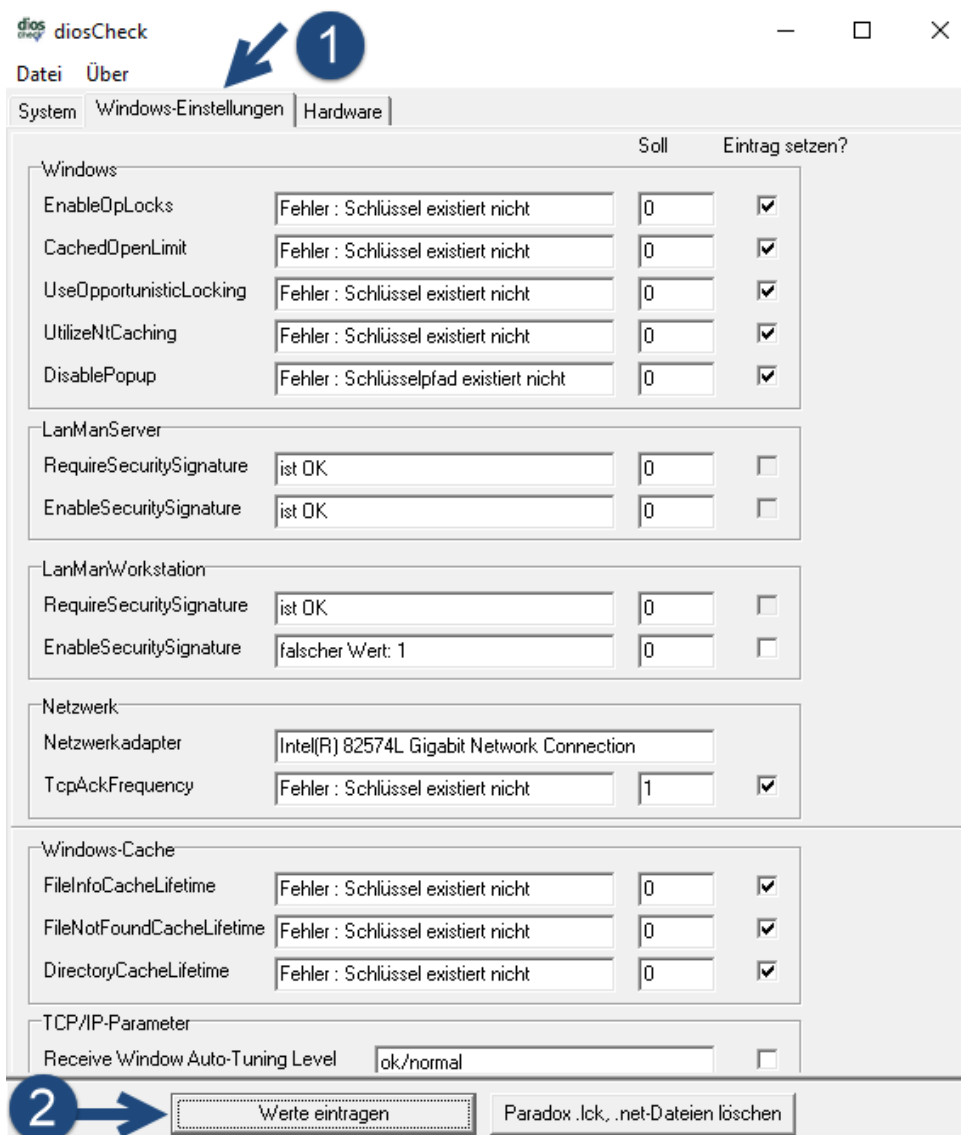 dios check diosCheck
1
Datei Über
System Windows-Einstellungen Hardware
Soll Eintrag setzen?
Windows
EnableOpLocks Fehler : Schlüssel existiert nicht 0
CachedOpenLimit Fehler : Schlüssel existiert nicht 0
UseOpportunisticLocking Fehler : Schlüssel existiert nicht 0
UtilizeNtCaching Fehler : Schlüssel existiert nicht 0
DisablePopup Fehler : Schlüsselpfad existiert nicht 0
LanManServer
RequireSecuritySignature ist OK 0
EnableSecuritySignature ist OK 0
LanManWorkstation
RequireSecuritySignature ist OK 0
EnableSecuritySignature falscher Wert: 1 0
Netzwerk
Netzwerkadapter Intel(R) 82574L Gigabit Network Connection
TcpAckFrequency Fehler : Schlüssel existiert nicht 1
Windows-Cache
FileInfoCacheLifetime Fehler : Schlüssel existiert nicht 0
FileNotFoundCacheLifetime Fehler : Schlüssel existiert nicht 0
DirectoryCacheLifetime Fehler : Schlüssel existiert nicht 0
TCP/IP-Parameter
Receive Window Auto-Tuning Level ok/normal
2 Werte eintragen Paradox .lck, .net-Dateien löschen